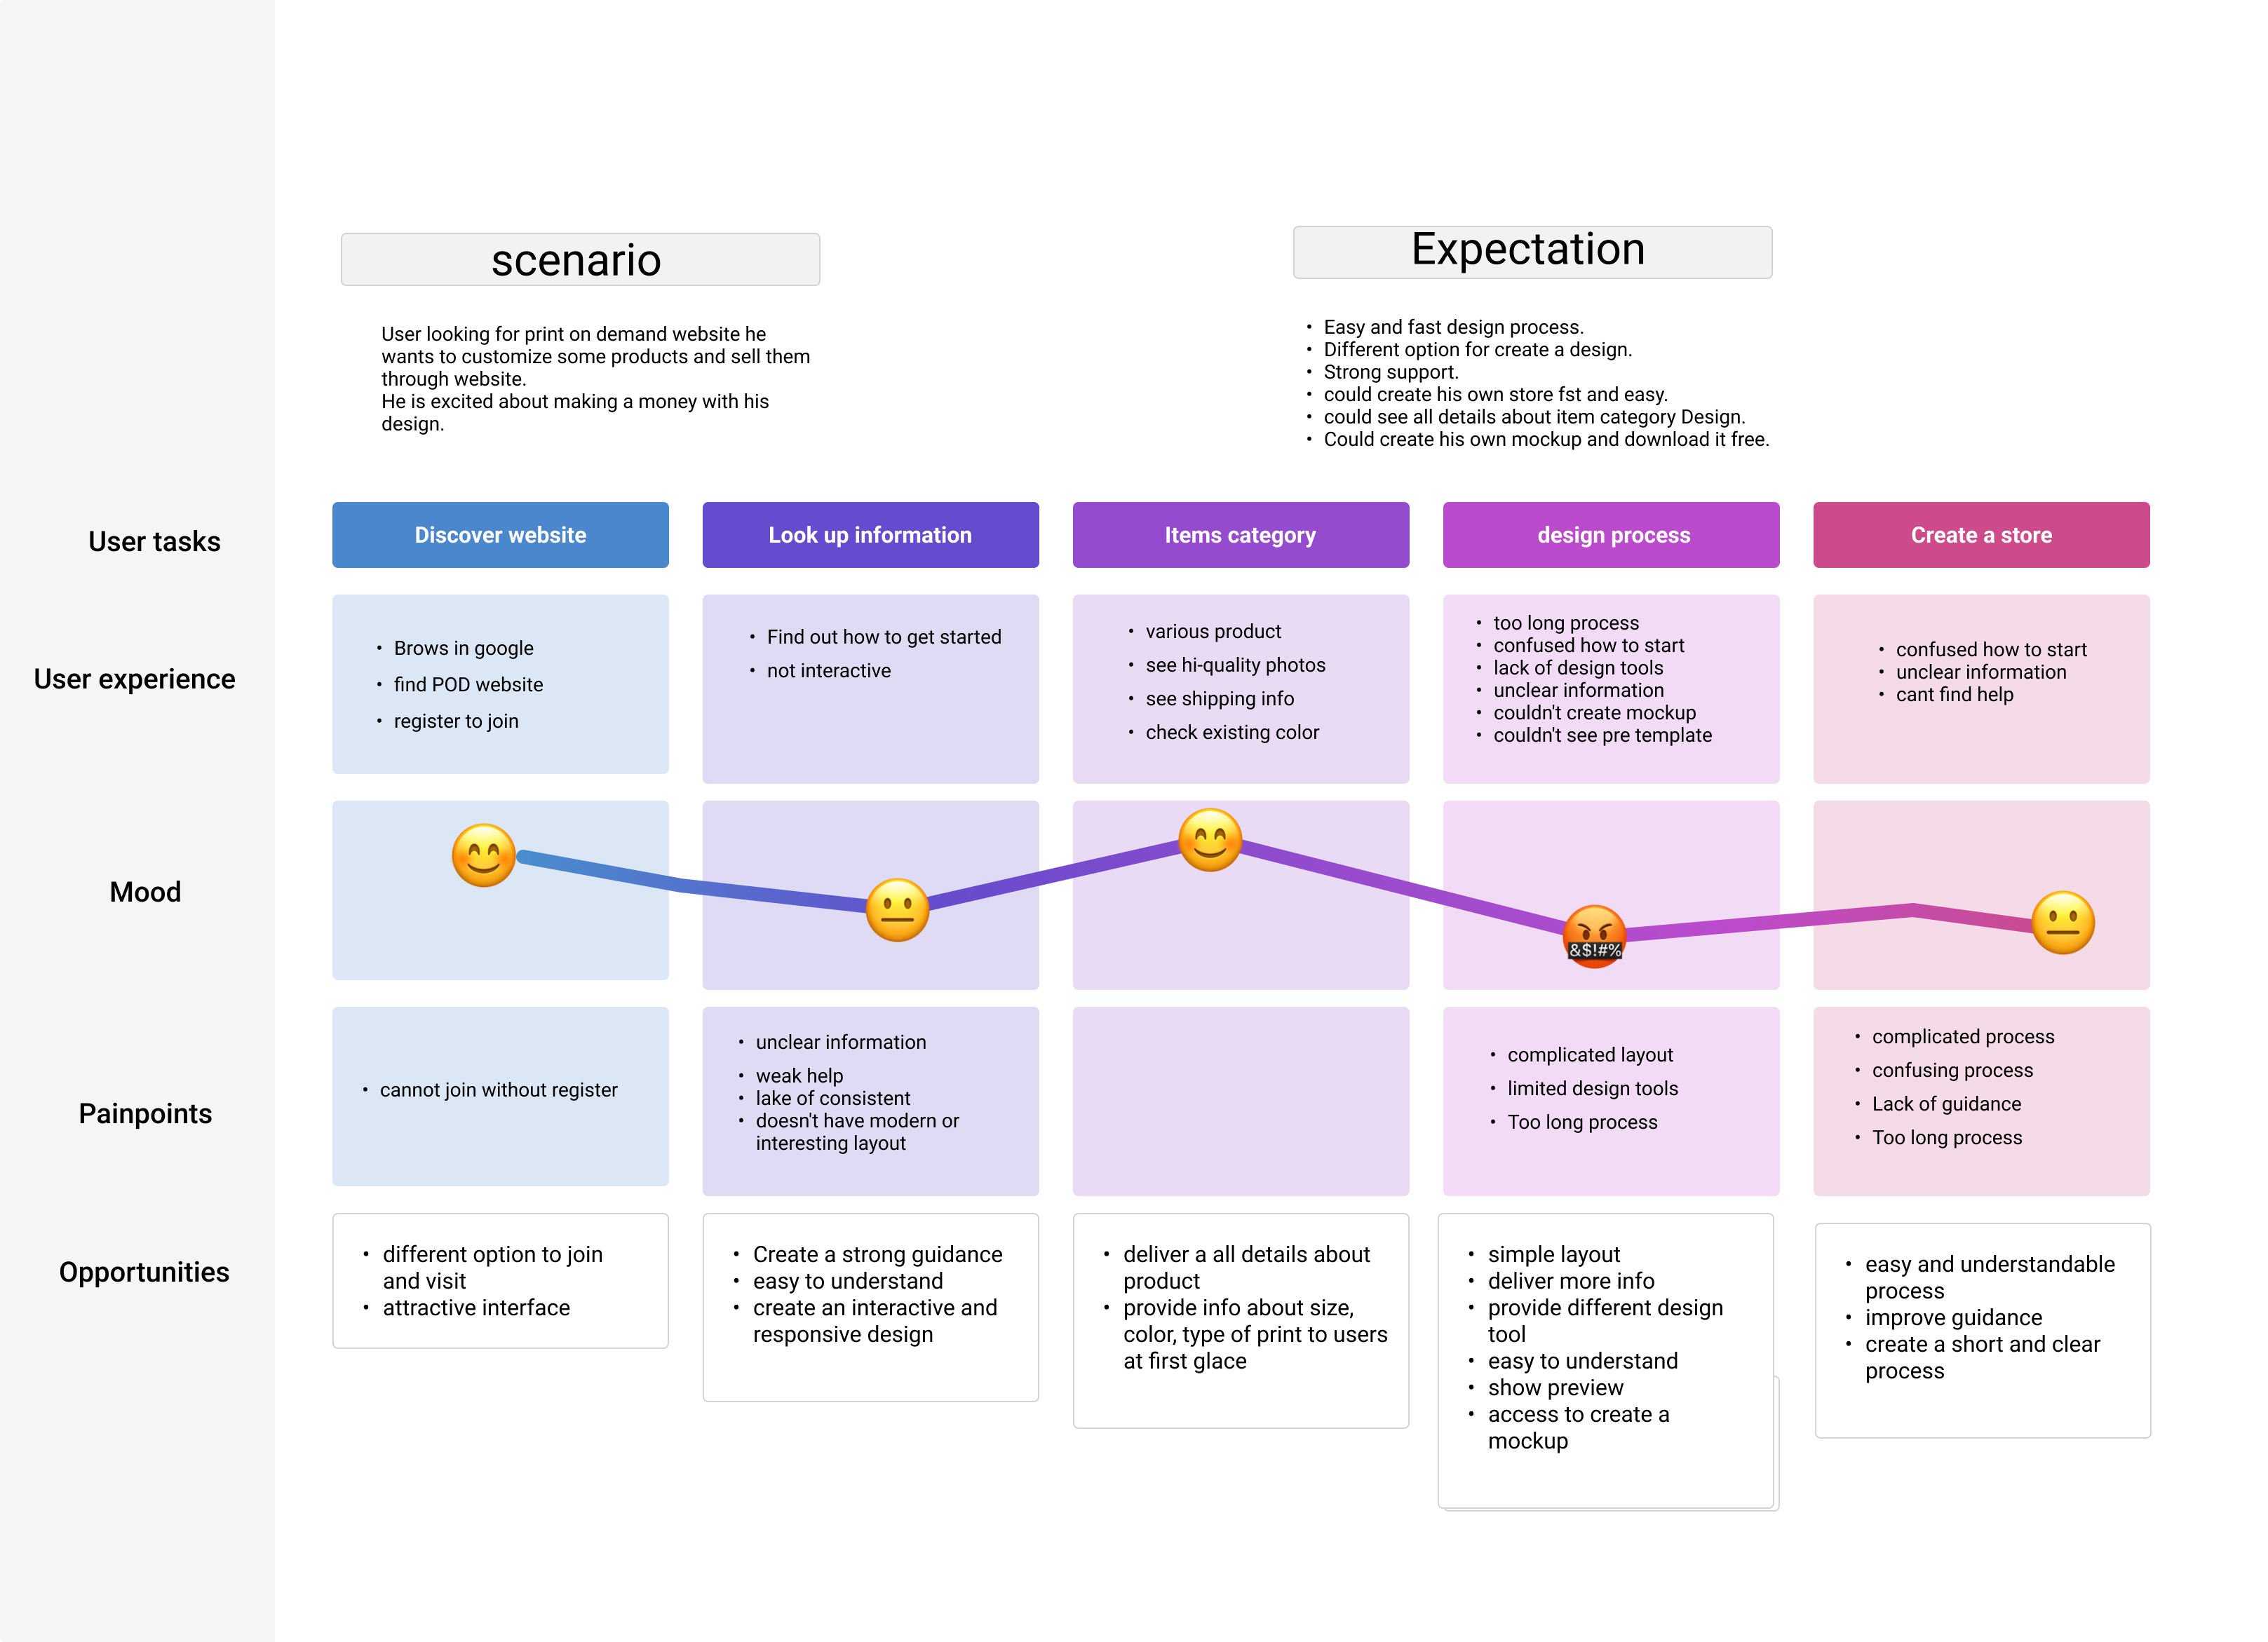 scenario
User looking for print on demand website he
wants to customize some products and sell them
through website.
He is excited about making a money with his
design.
Expectation
• Easy and fast design process.
• Different option for create a design.
• Strong support.
• could create his own store fst and easy.
• could see all details about item category Design.
• Could create his own mockup and download it free.
User tasks
Discover website
Look up information
Items category
design process
Create a store
User experience
• Brows in google
• find POD website
• register to join
• Find out how to get started
• not interactive
• various product
• see hi-quality photos
• see shipping info
• check existing color
• too long process
• confused how to start
• lack of design tools
• unclear information
• couldn't create mockup
• couldn't see pre template
• confused how to start
• unclear information
• cant find help
Mood
&$!#%
Painpoints
• cannot join without register
• unclear information
• weak help
• lake of consistent
• doesn't have modern or
interesting layout
• complicated layout
• limited design tools
• Too long process
• complicated process
• confusing process
• Lack of guidance
• Too long process
Opportunities
• different option to join
and visit
• attractive interface
• Create a strong guidance
• easy to understand
• create an interactive and
responsive design
• deliver a all details about
product
• provide info about size,
color, type of print to users
at first glace
• simple layout
• deliver more info
• provide different design
tool
• easy to understand
• show preview
• access to create a
mockup
• easy and understandable
process
• improve guidance
• create a short and clear
process